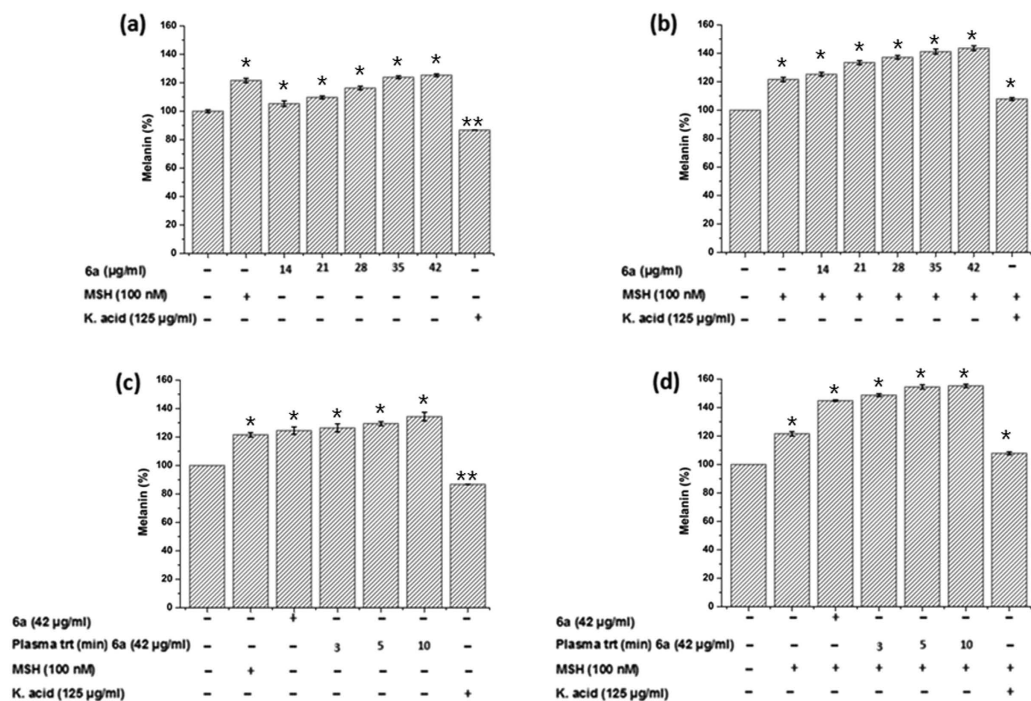 (a)
* * * * * * **
160
140
120
100
80
60
40
20
0
Melanin (%)
6a (µg/ml) – – 14 21 28 35 42 –
MSH (100 nM) – + – – – – – –
K. acid (125 µg/ml) – – – – – – – +
(b)
* * * * * * *
160
140
120
100
80
60
40
20
0
Melanin (%)
6a (µg/ml) – – 14 21 28 35 42 –
MSH (100 nM) – + + + + + + +
K. acid (125 µg/ml) – – – – – – – +
(c)
* * * * * **
160
140
120
100
80
60
40
20
0
Melanin (%)
6a (42 µg/ml) – – + – – – –
Plasma trt (min) 6a (42 µg/ml) – – – 3 5 10 –
MSH (100 nM) – + – – – – –
K. acid (125 µg/ml) – – – – – – +
(d)
* * * * * *
160
140
120
100
80
60
40
20
0
Melanin (%)
6a (42 µg/ml) – – + – – – –
Plasma trt (min) 6a (42 µg/ml) – – – 3 5 10 –
MSH (100 nM) – + + + + + +
K. acid (125 µg/ml) – – – – – – +